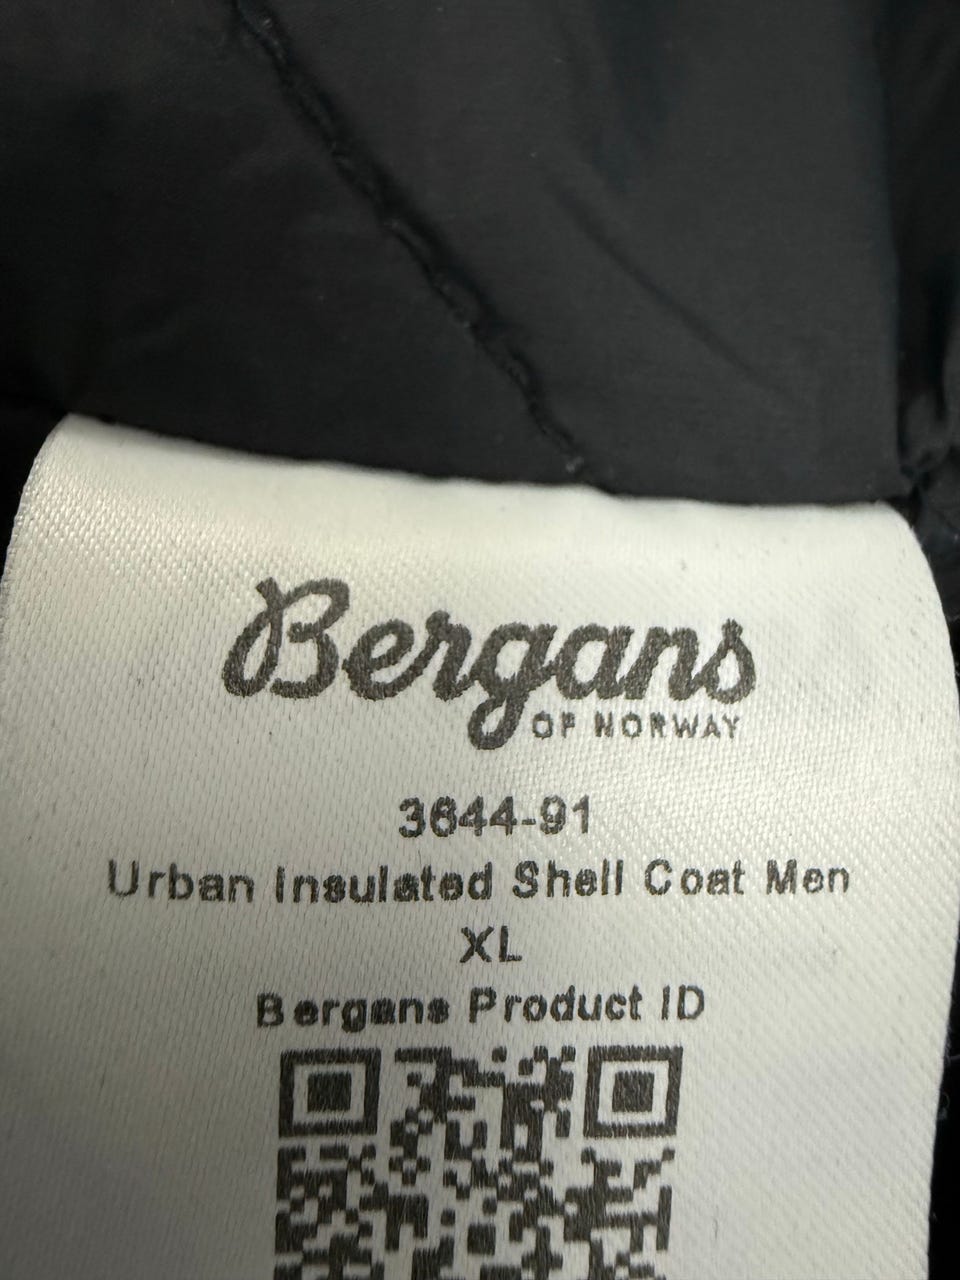 Bergans
OF NORWAY
3644-91
Urban Insulated Shell Coat Men
XL
Bergans Product ID